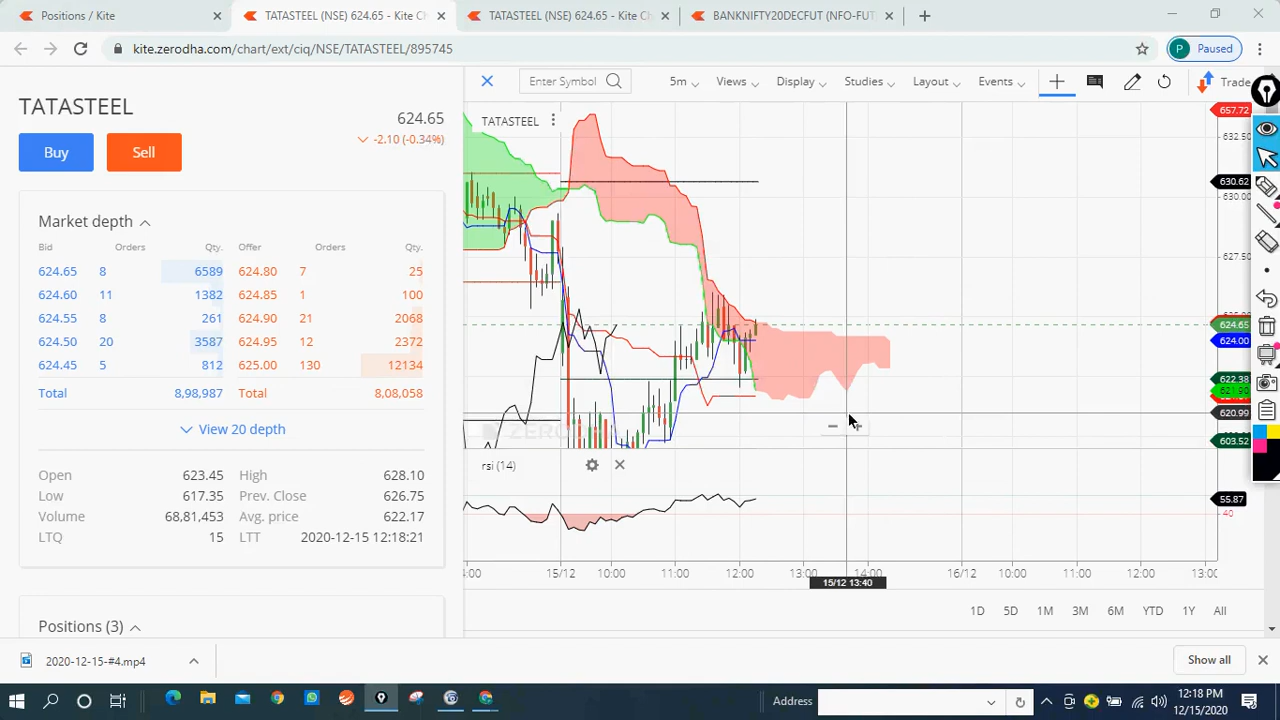 Positions / Kite
TATASTEEL (NSE) 624.65 - Kite Ch
TATASTEEL (NSE) 624.65 - Kite Ch
BANKNIFTY20DECFUT (NFO-FUT
kite.zerodha.com/chart/ext/ciq/NSE/TATASTEEL/895745
P Paused
TATASTEEL
624.65
-2.10 (-0.34%)
Buy
Sell
Market depth
Bid Orders Qty. Offer Orders Qty.
624.65 8 6589 624.80 7 25
624.60 11 1382 624.85 1 100
624.55 8 261 624.90 21 2068
624.50 20 3587 624.95 12 2372
624.45 5 812 625.00 130 12134
Total 8,98,987 Total 8,08,058
View 20 depth
Open 623.45 High 628.10
Low 617.35 Prev. Close 626.75
Volume 68,81,453 Avg. price 622.17
LTQ 15 LTT 2020-12-15 12:18:21
Positions (3)
Enter Symbol
5m Views Display Studies Layout Events Trade
TATASTEEL
657.72
632.50
630.62
630.00
627.50
624.65
624.00
622.38
620.99
603.52
rsi (14)
55.87
40
15/12 10:00 11:00 12:00 13:00 14:00 16/12 10:00 11:00 12:00
15/12 13:40
1D 5D 1M 3M 6M YTD 1Y All
2020-12-15-#4.mp4
Show all
Address
12:18 PM
12/15/2020